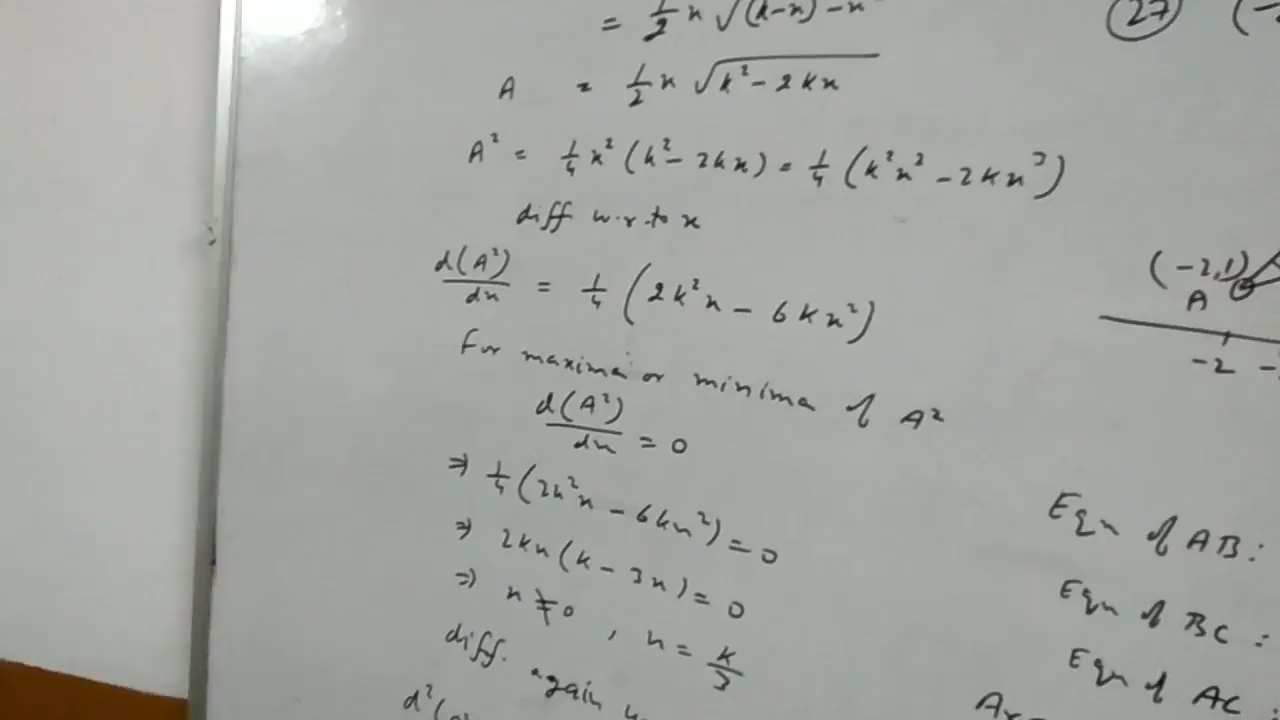 = 1/2 x √(k-x) - x
A = 1/2 x √k² - 2kx
A² = 1/4 x² (k² - 2kx) = 1/4 (k²x² - 2kx³)
diff w.r.to x
d(A²)/dx = 1/4 (2k²x - 6kx²)
For maxima or minima of A²
d(A²)/dx = 0
⇒ 1/4 (2k²x - 6kx²) = 0
⇒ 2kx (k - 3x) = 0
⇒ x ≠ 0 , x = k/3
diff. again
27 (-
(-2,1)
A
-2 -
Eqn of AB:
Eqn of BC:
Eqn of AC: